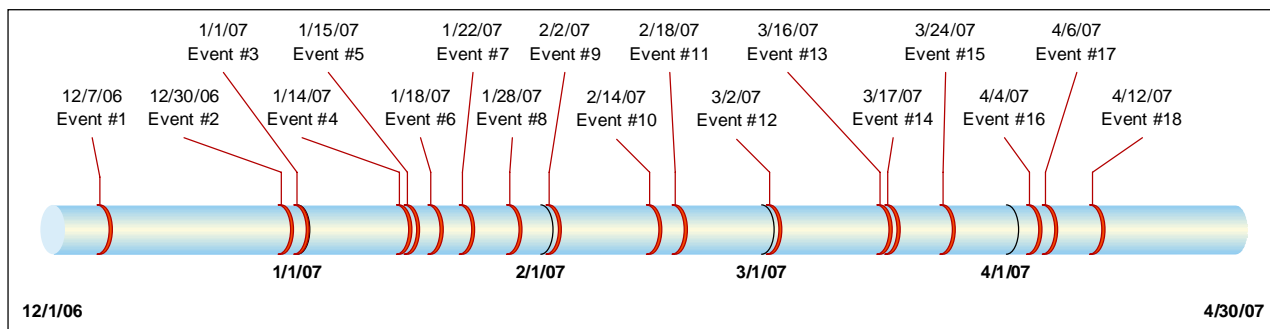 1/1/07
Event #3
1/15/07
Event #5
1/22/07
Event #7
2/2/07
Event #9
2/18/07
Event #11
3/16/07
Event #13
3/24/07
Event #15
4/6/07
Event #17
12/7/06
Event #1
12/30/06
Event #2
1/14/07
Event #4
1/18/07
Event #6
1/28/07
Event #8
2/14/07
Event #10
3/2/07
Event #12
3/17/07
Event #14
4/4/07
Event #16
4/12/07
Event #18
1/1/07
2/1/07
3/1/07
4/1/07
12/1/06
4/30/07